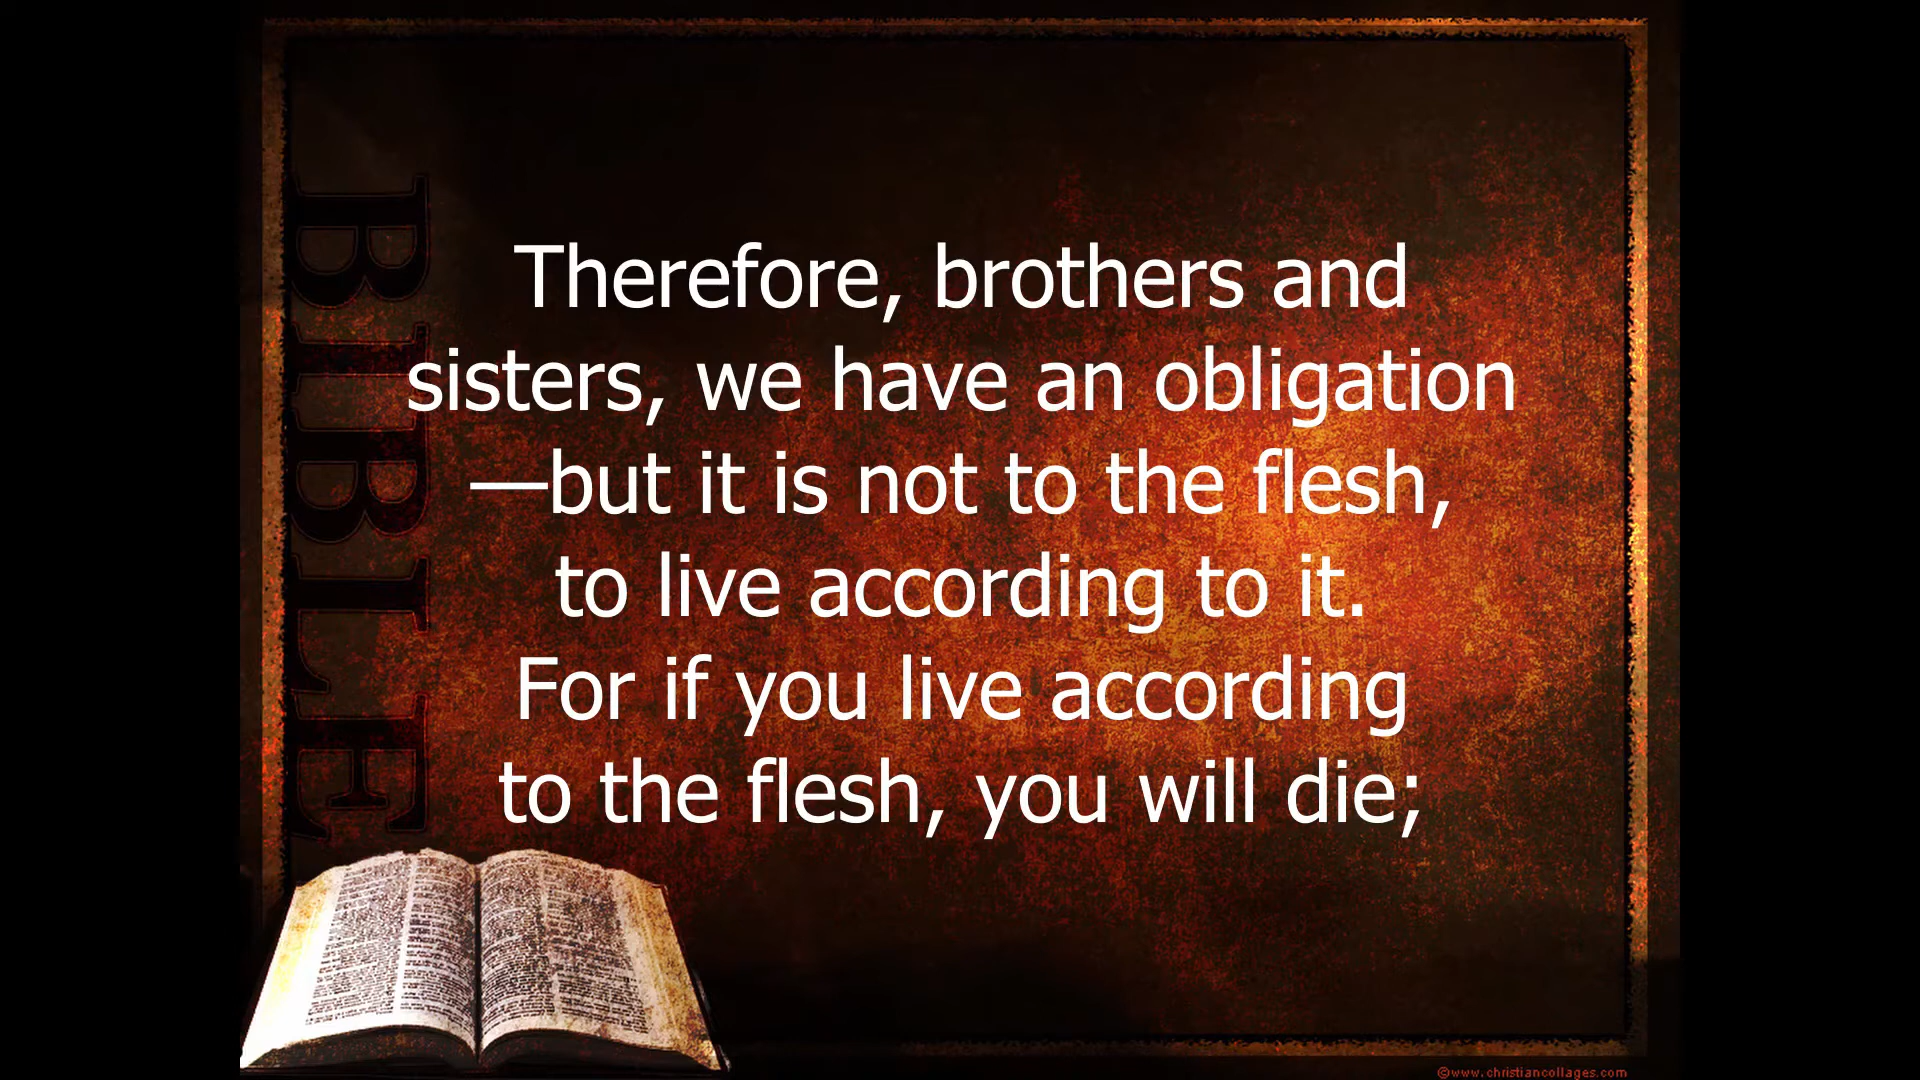 BIBLE
Therefore, brothers and
sisters, we have an obligation
—but it is not to the flesh,
to live according to it.
For if you live according
to the flesh, you will die;
©www.christiancollages.com